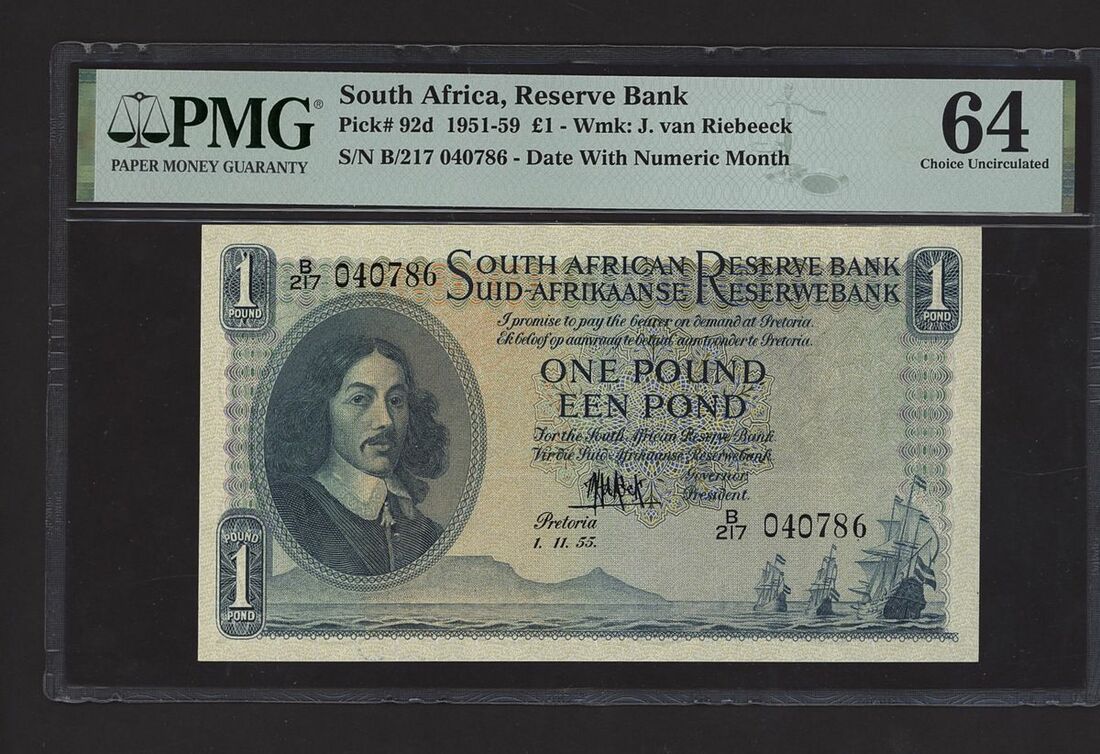 PMG®
PAPER MONEY GUARANTY
South Africa, Reserve Bank
Pick# 92d 1951-59 £1 - Wmk: J. van Riebeeck
S/N B/217 040786 - Date With Numeric Month
64
Choice Uncirculated
1
POUND
B/217 040786
SOUTH AFRICAN RESERVE BANK
SUID-AFRIKAANSE RESERWEBANK
1
POND
I promise to pay the bearer on demand at Pretoria.
Ek beloof op aanvraag te betaal aan toonder te Pretoria.
ONE POUND
EEN POND
For the South African Reserve Bank
Vir die Suid-Afrikaanse Reserwebank
Governor
President.
Pretoria
1. 11. 55.
B/217 040786
POUND
1
POND